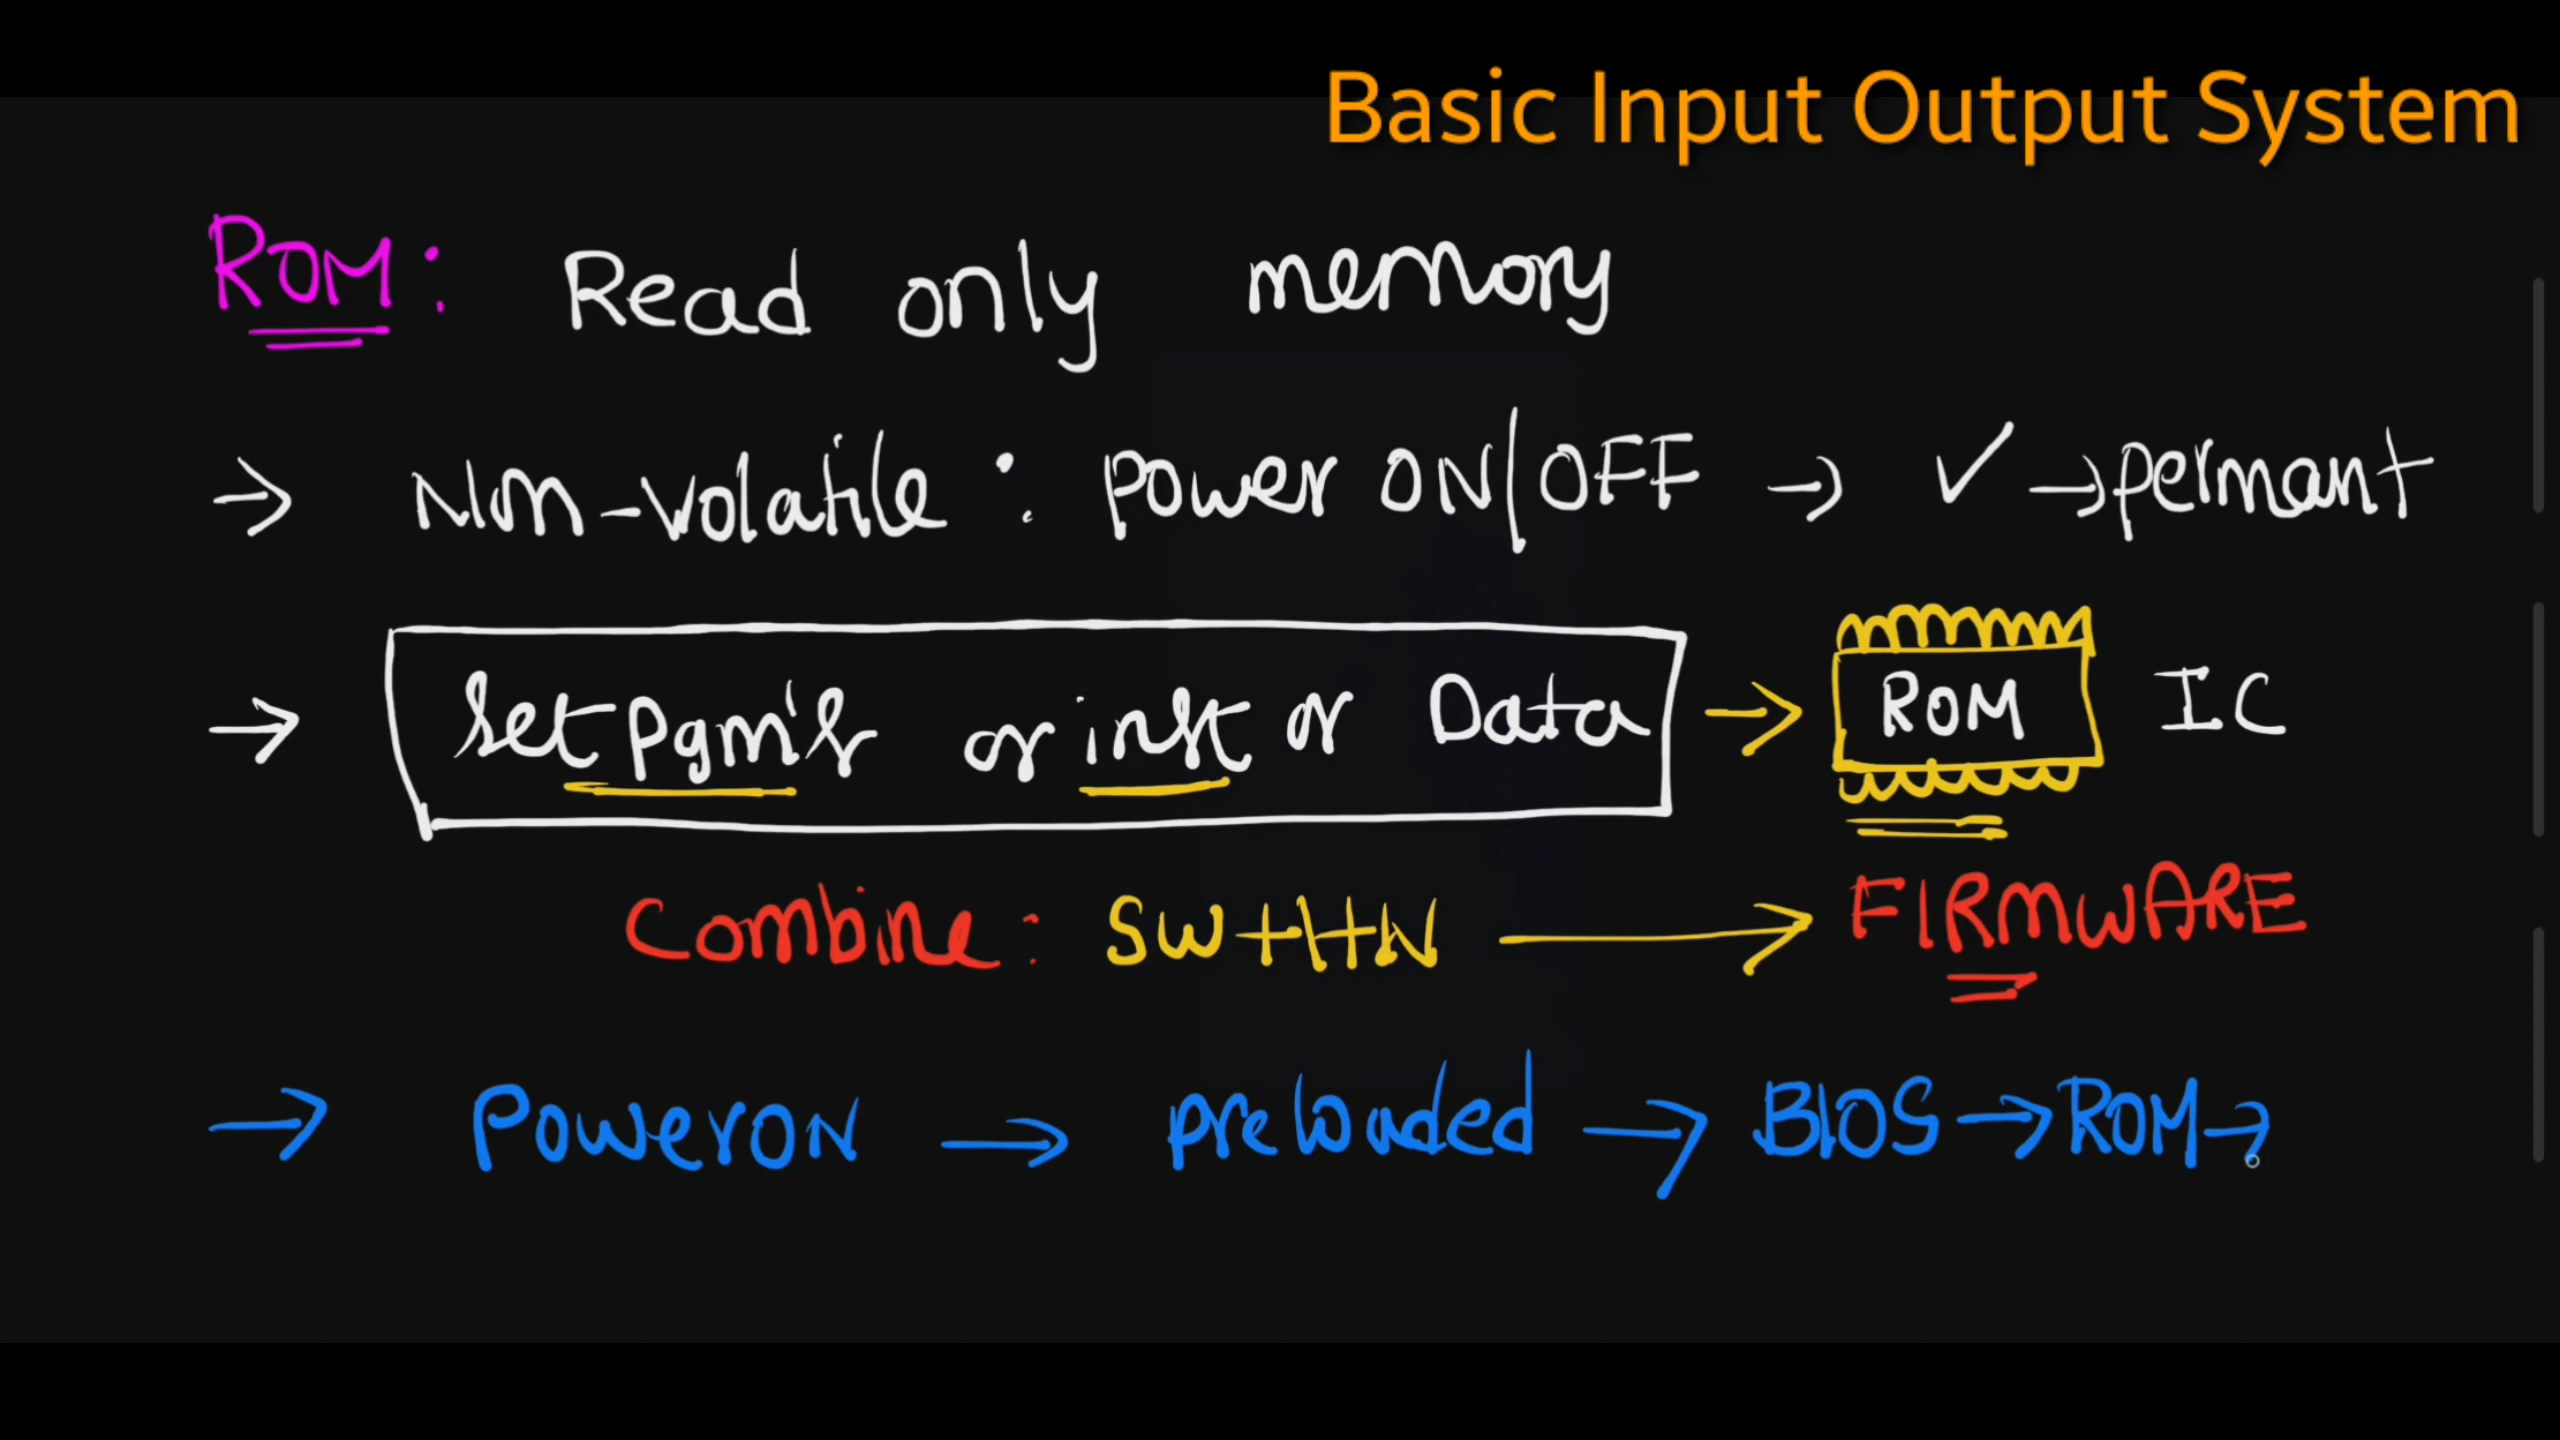 Basic Input Output System
ROM: Read only memory
→ Non-volatile : power ON/OFF → ✓ → permant
→ Set pgm's or inst or Data → ROM IC
Combine: SW+HW → FIRMWARE
→ POWERON → preloaded → BIOS → ROM →